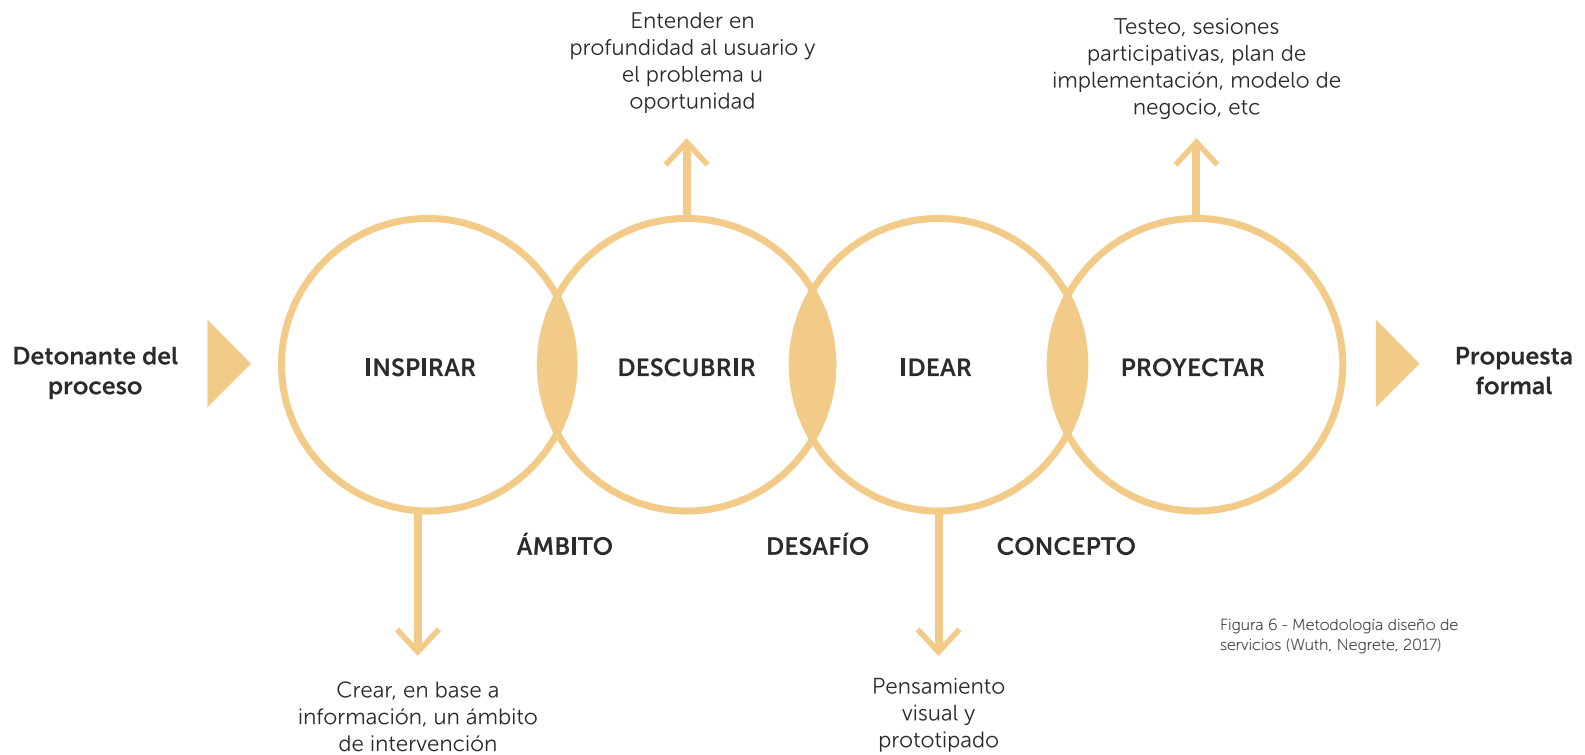 Entender en
profundidad al usuario y
el problema u
oportunidad
Testeo, sesiones
participativas, plan de
implementación, modelo de
negocio, etc
Detonante del
proceso
INSPIRAR
DESCUBRIR
IDEAR
PROYECTAR
Propuesta
formal
ÁMBITO
DESAFÍO
CONCEPTO
Crear, en base a
información, un ámbito
de intervención
Pensamiento
visual y
prototipado
Figura 6 - Metodología diseño de
servicios (Wuth, Negrete, 2017)